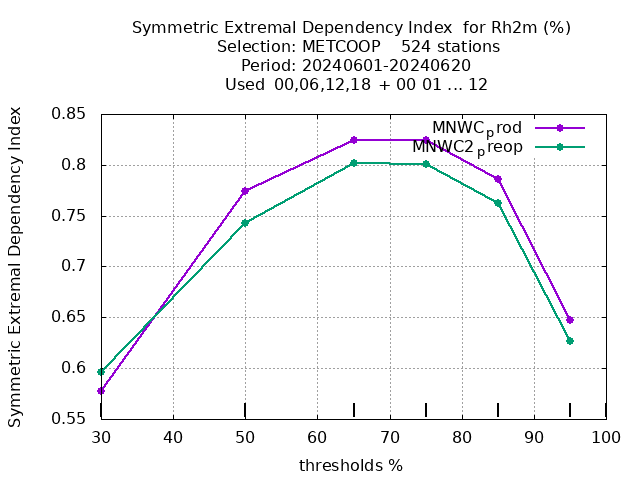 Symmetric Extremal Dependency Index for Rh2m (%)
Selection: METCOOP 524 stations
Period: 20240601-20240620
Used 00,06,12,18 + 00 01 ... 12
Symmetric Extremal Dependency Index
0.85
0.8
0.75
0.7
0.65
0.6
0.55
MNWCprod
MNWC2preop
30 40 50 60 70 80 90 100
thresholds %